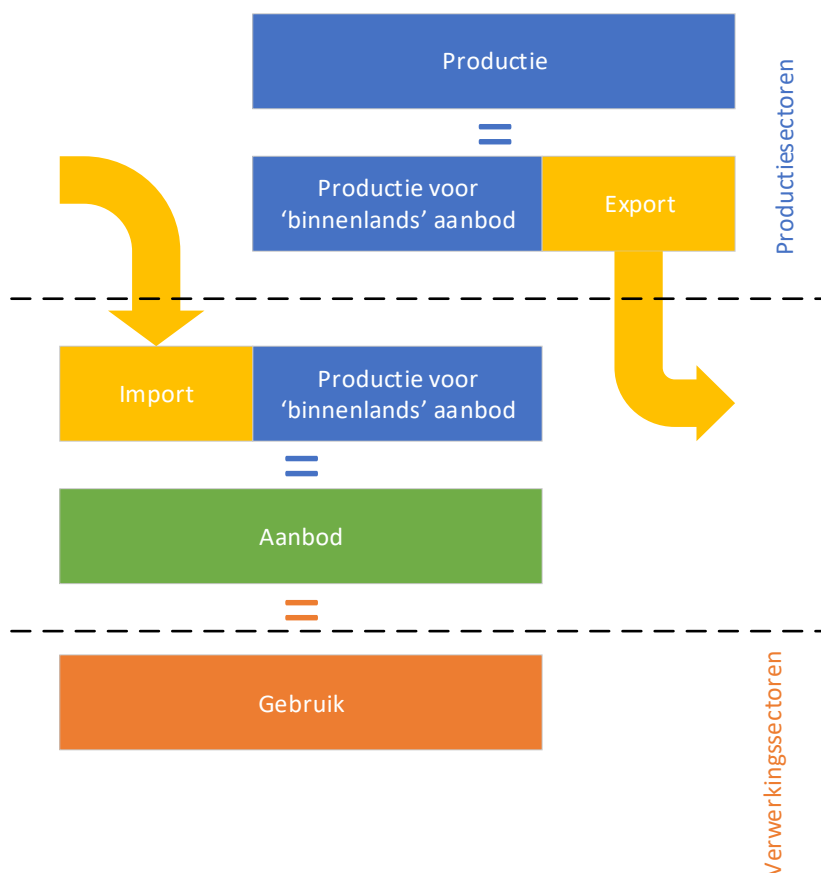 Productie
=
Productie voor
‘binnenlands’ aanbod
Export
Productiesectoren
Import
Productie voor
‘binnenlands’ aanbod
=
Aanbod
=
Gebruik
Verwerkingssectoren